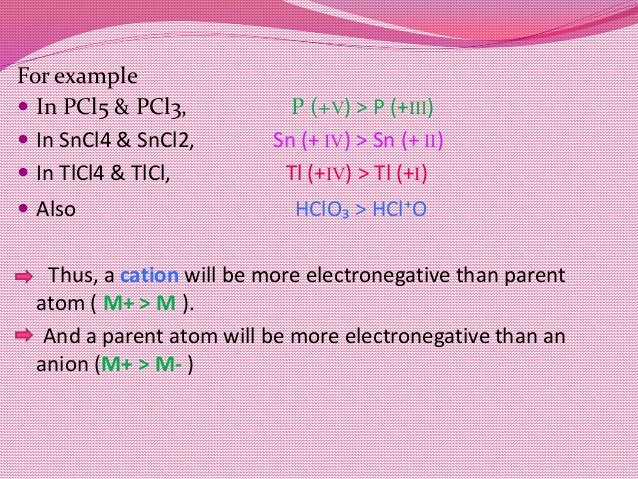 For example
• In PCl5 & PCl3, P (+V) > P (+III)
• In SnCl4 & SnCl2, Sn (+ IV) > Sn (+ II)
• In TlCl4 & TlCl, Tl (+IV) > Tl (+I)
• Also HClO₃ > HCl⁺O
Thus, a cation will be more electronegative than parent
atom ( M+ > M ).
And a parent atom will be more electronegative than an
anion (M+ > M- )